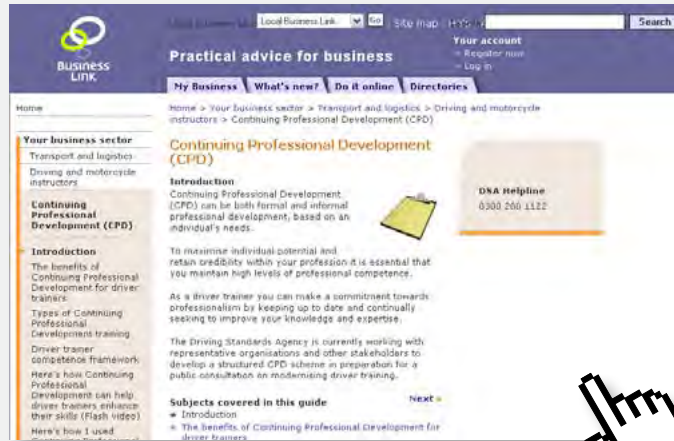 Local Business Link
Go
Site map
Search
Your account
Register now
Log in
Business
Link
Practical advice for business
My Business What's new? Do it online Directories
Home
Home > Your business sector > Transport and logistics > Driving and motorcycle
instructors > Continuing Professional Development (CPD)
Your business sector
Transport and logistics
Driving and motorcycle
instructors
Continuing
Professional
Development (CPD)
Introduction
The benefits of
Continuing Professional
Development for driver
trainers
Types of Continuing
Professional
Development training
Driver trainer
competence framework
Here's how Continuing
Professional
Development can help
driver trainers enhance
their skills (Flash video)
Here's how I used
Continuing Professional
Continuing Professional Development
(CPD)
Introduction
Continuing Professional Development
(CPD) can be both formal and informal
professional development, based on an
individual's needs.
To maximise individual potential and
retain credibility within your profession it is essential that
you maintain high levels of professional competence.
As a driver trainer you can make a commitment towards
professionalism by keeping up to date and continually
seeking to improve your knowledge and expertise.
The Driving Standards Agency is currently working with
representative organisations and other stakeholders to
develop a structured CPD scheme in preparation for a
public consultation on modernising driver training.
Next »
Subjects covered in this guide
Introduction
The benefits of Continuing Professional Development for
driver trainers
DSA Helpline
0300 200 1122